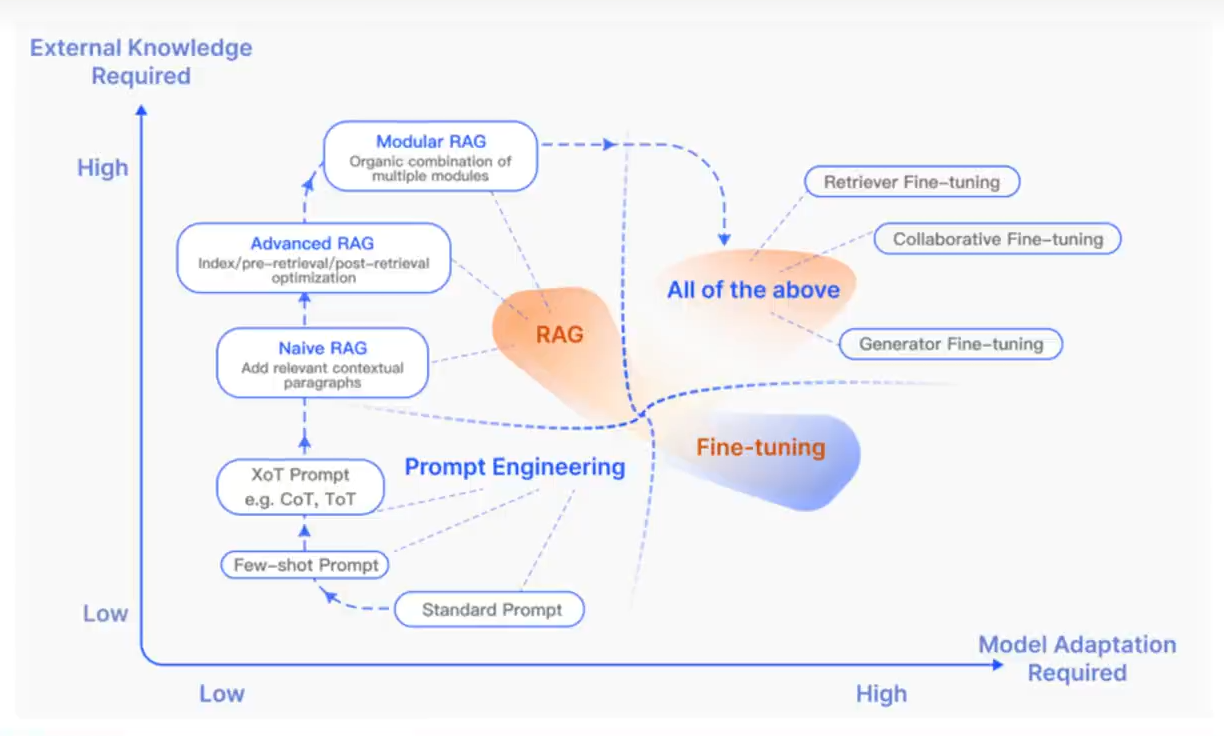 External Knowledge
Required
High
Modular RAG
Organic combination of
multiple modules
Retriever Fine-tuning
Advanced RAG
Index/pre-retrieval/post-retrieval
optimization
Collaborative Fine-tuning
All of the above
RAG
Naive RAG
Add relevant contextual
paragraphs
Generator Fine-tuning
Fine-tuning
Prompt Engineering
XoT Prompt
e.g. CoT, ToT
Few-shot Prompt
Standard Prompt
Low
Model Adaptation
Required
Low
High